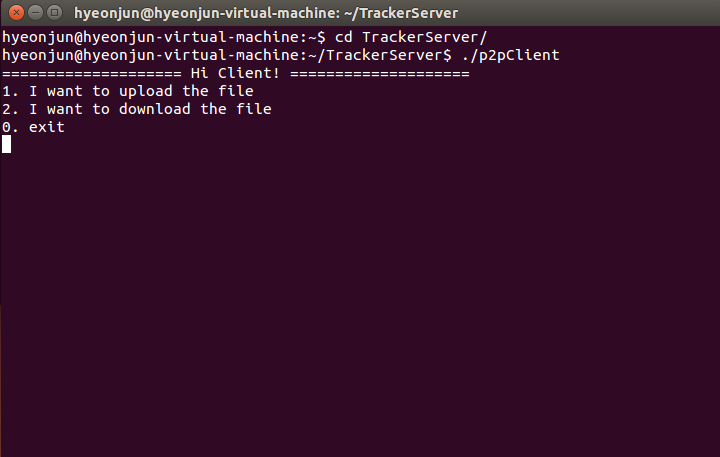 hyeonjun@hyeonjun-virtual-machine: ~/TrackerServer
hyeonjun@hyeonjun-virtual-machine:~$ cd TrackerServer/
hyeonjun@hyeonjun-virtual-machine:~/TrackerServer$ ./p2pClient
==================== Hi Client! ====================
1. I want to upload the file
2. I want to download the file
0. exit